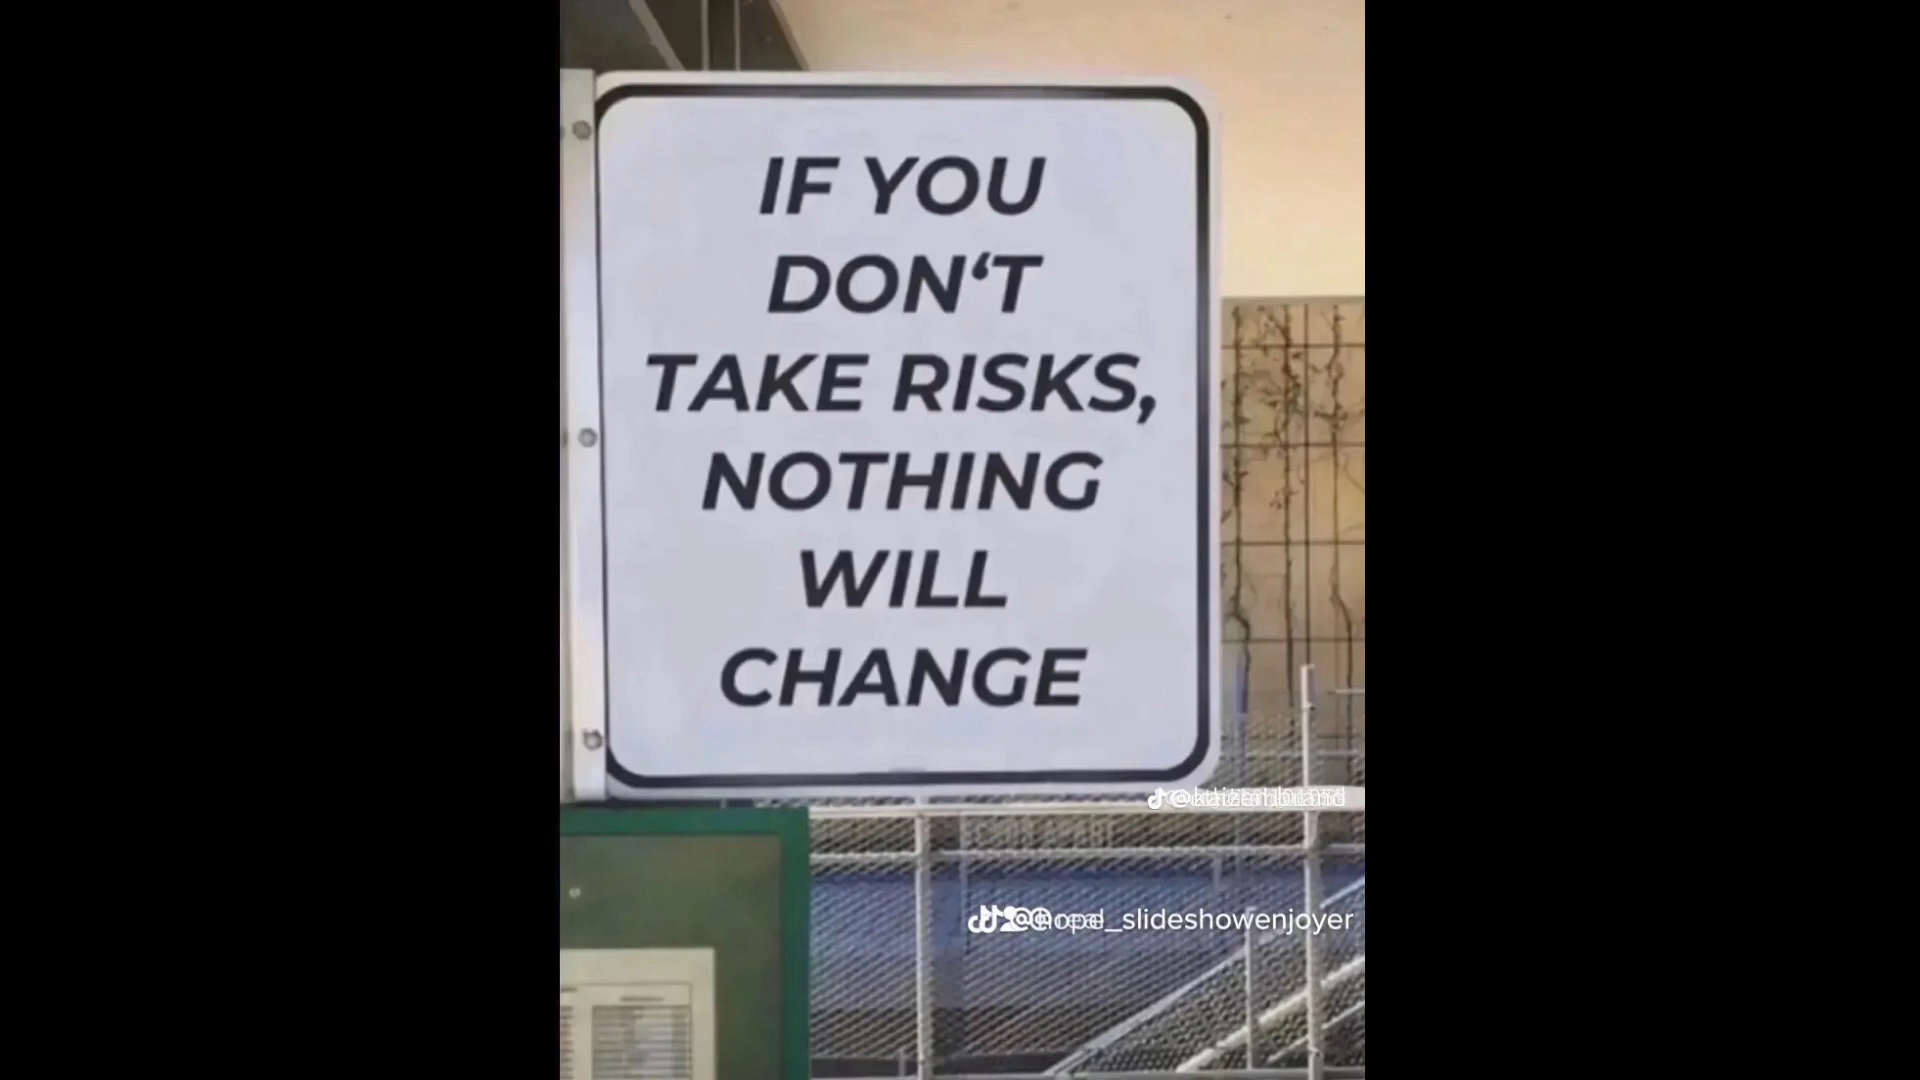 IF YOU
DON‘T
TAKE RISKS,
NOTHING
WILL
CHANGE
_slideshowenjoyer